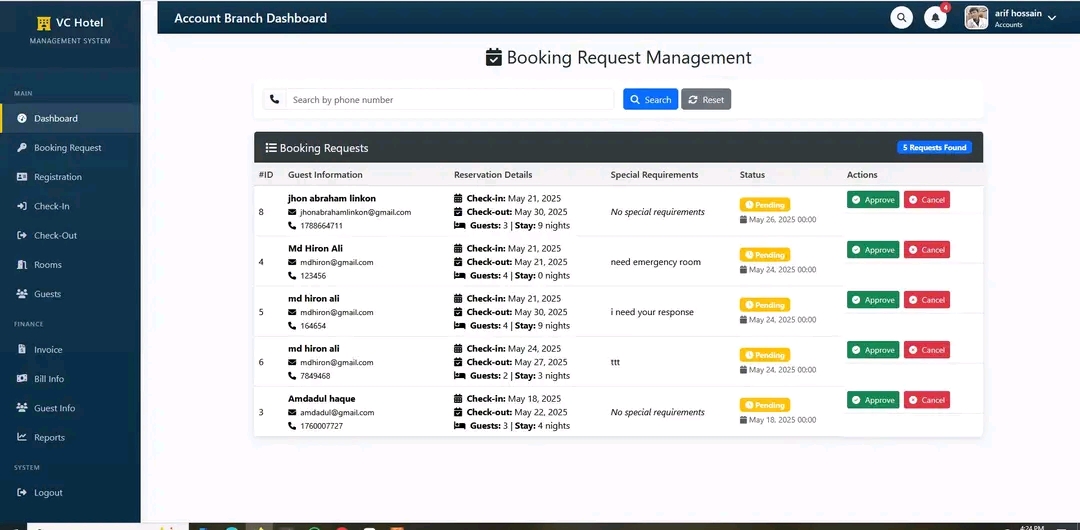 VC Hotel
MANAGEMENT SYSTEM
MAIN
Dashboard
Booking Request
Registration
Check-In
Check-Out
Rooms
Guests
FINANCE
Invoice
Bill Info
Guest Info
Reports
SYSTEM
Logout
Account Branch Dashboard
4
arif hossain
Accounts
Booking Request Management
Search by phone number
Search
Reset
Booking Requests
5 Requests Found
#ID Guest Information Reservation Details Special Requirements Status Actions
8
jhon abraham linkon
jhonabrahamlinkon@gmail.com
1788664711
Check-in: May 21, 2025
Check-out: May 30, 2025
Guests: 3 | Stay: 9 nights
No special requirements
Pending
May 26, 2025 00:00
Approve Cancel
4
Md Hiron Ali
mdhiron@gmail.com
123456
Check-in: May 21, 2025
Check-out: May 21, 2025
Guests: 4 | Stay: 0 nights
need emergency room
Pending
May 24, 2025 00:00
Approve Cancel
5
md hiron ali
mdhiron@gmail.com
164654
Check-in: May 21, 2025
Check-out: May 30, 2025
Guests: 4 | Stay: 9 nights
i need your response
Pending
May 24, 2025 00:00
Approve Cancel
6
md hiron ali
mdhiron@gmail.com
7849468
Check-in: May 24, 2025
Check-out: May 27, 2025
Guests: 2 | Stay: 3 nights
ttt
Pending
May 24, 2025 00:00
Approve Cancel
3
Amdadul haque
amdadul@gmail.com
1760007727
Check-in: May 18, 2025
Check-out: May 22, 2025
Guests: 3 | Stay: 4 nights
No special requirements
Pending
May 18, 2025 00:00
Approve Cancel
4:24 PM